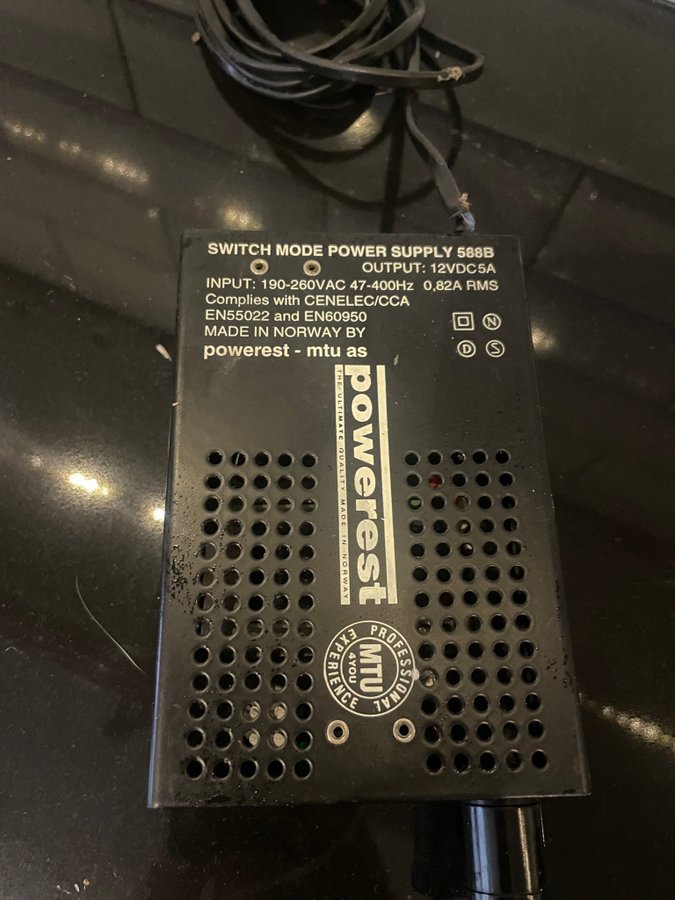 SWITCH MODE POWER SUPPLY 588B
OUTPUT: 12VDC5A
INPUT: 190-260VAC 47-400Hz 0,82A RMS
Complies with CENELEC/CCA
EN55022 and EN60950
MADE IN NORWAY BY
powerest - mtu as
N
D
S
powerest
THE ULTIMATE QUALITY MADE IN NORWAY
PROFESSIONAL
MTU
4YOU
EXPERIENCE